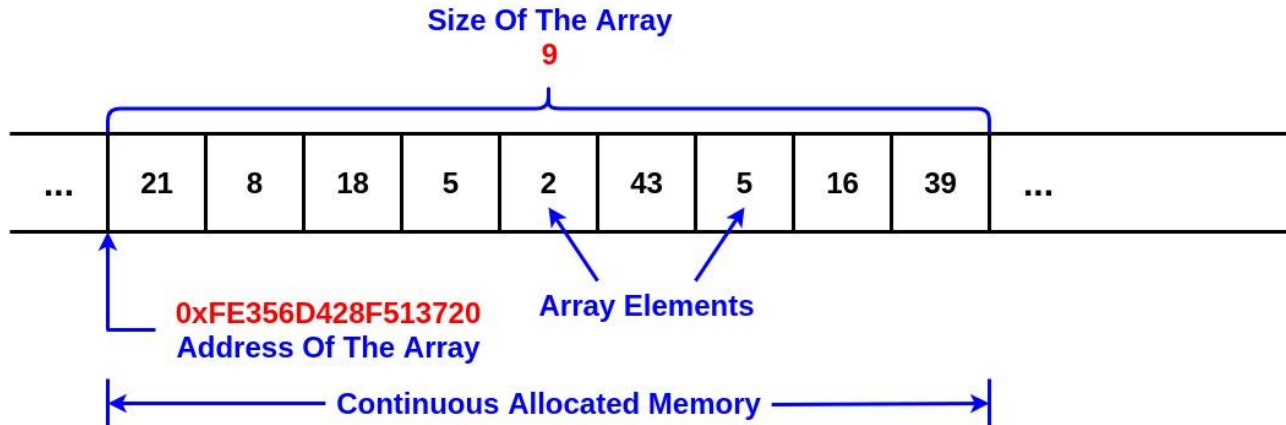 Size Of The Array
9
... 21 8 18 5 2 43 5 16 39 ...
0xFE356D428F513720
Address Of The Array
Array Elements
Continuous Allocated Memory